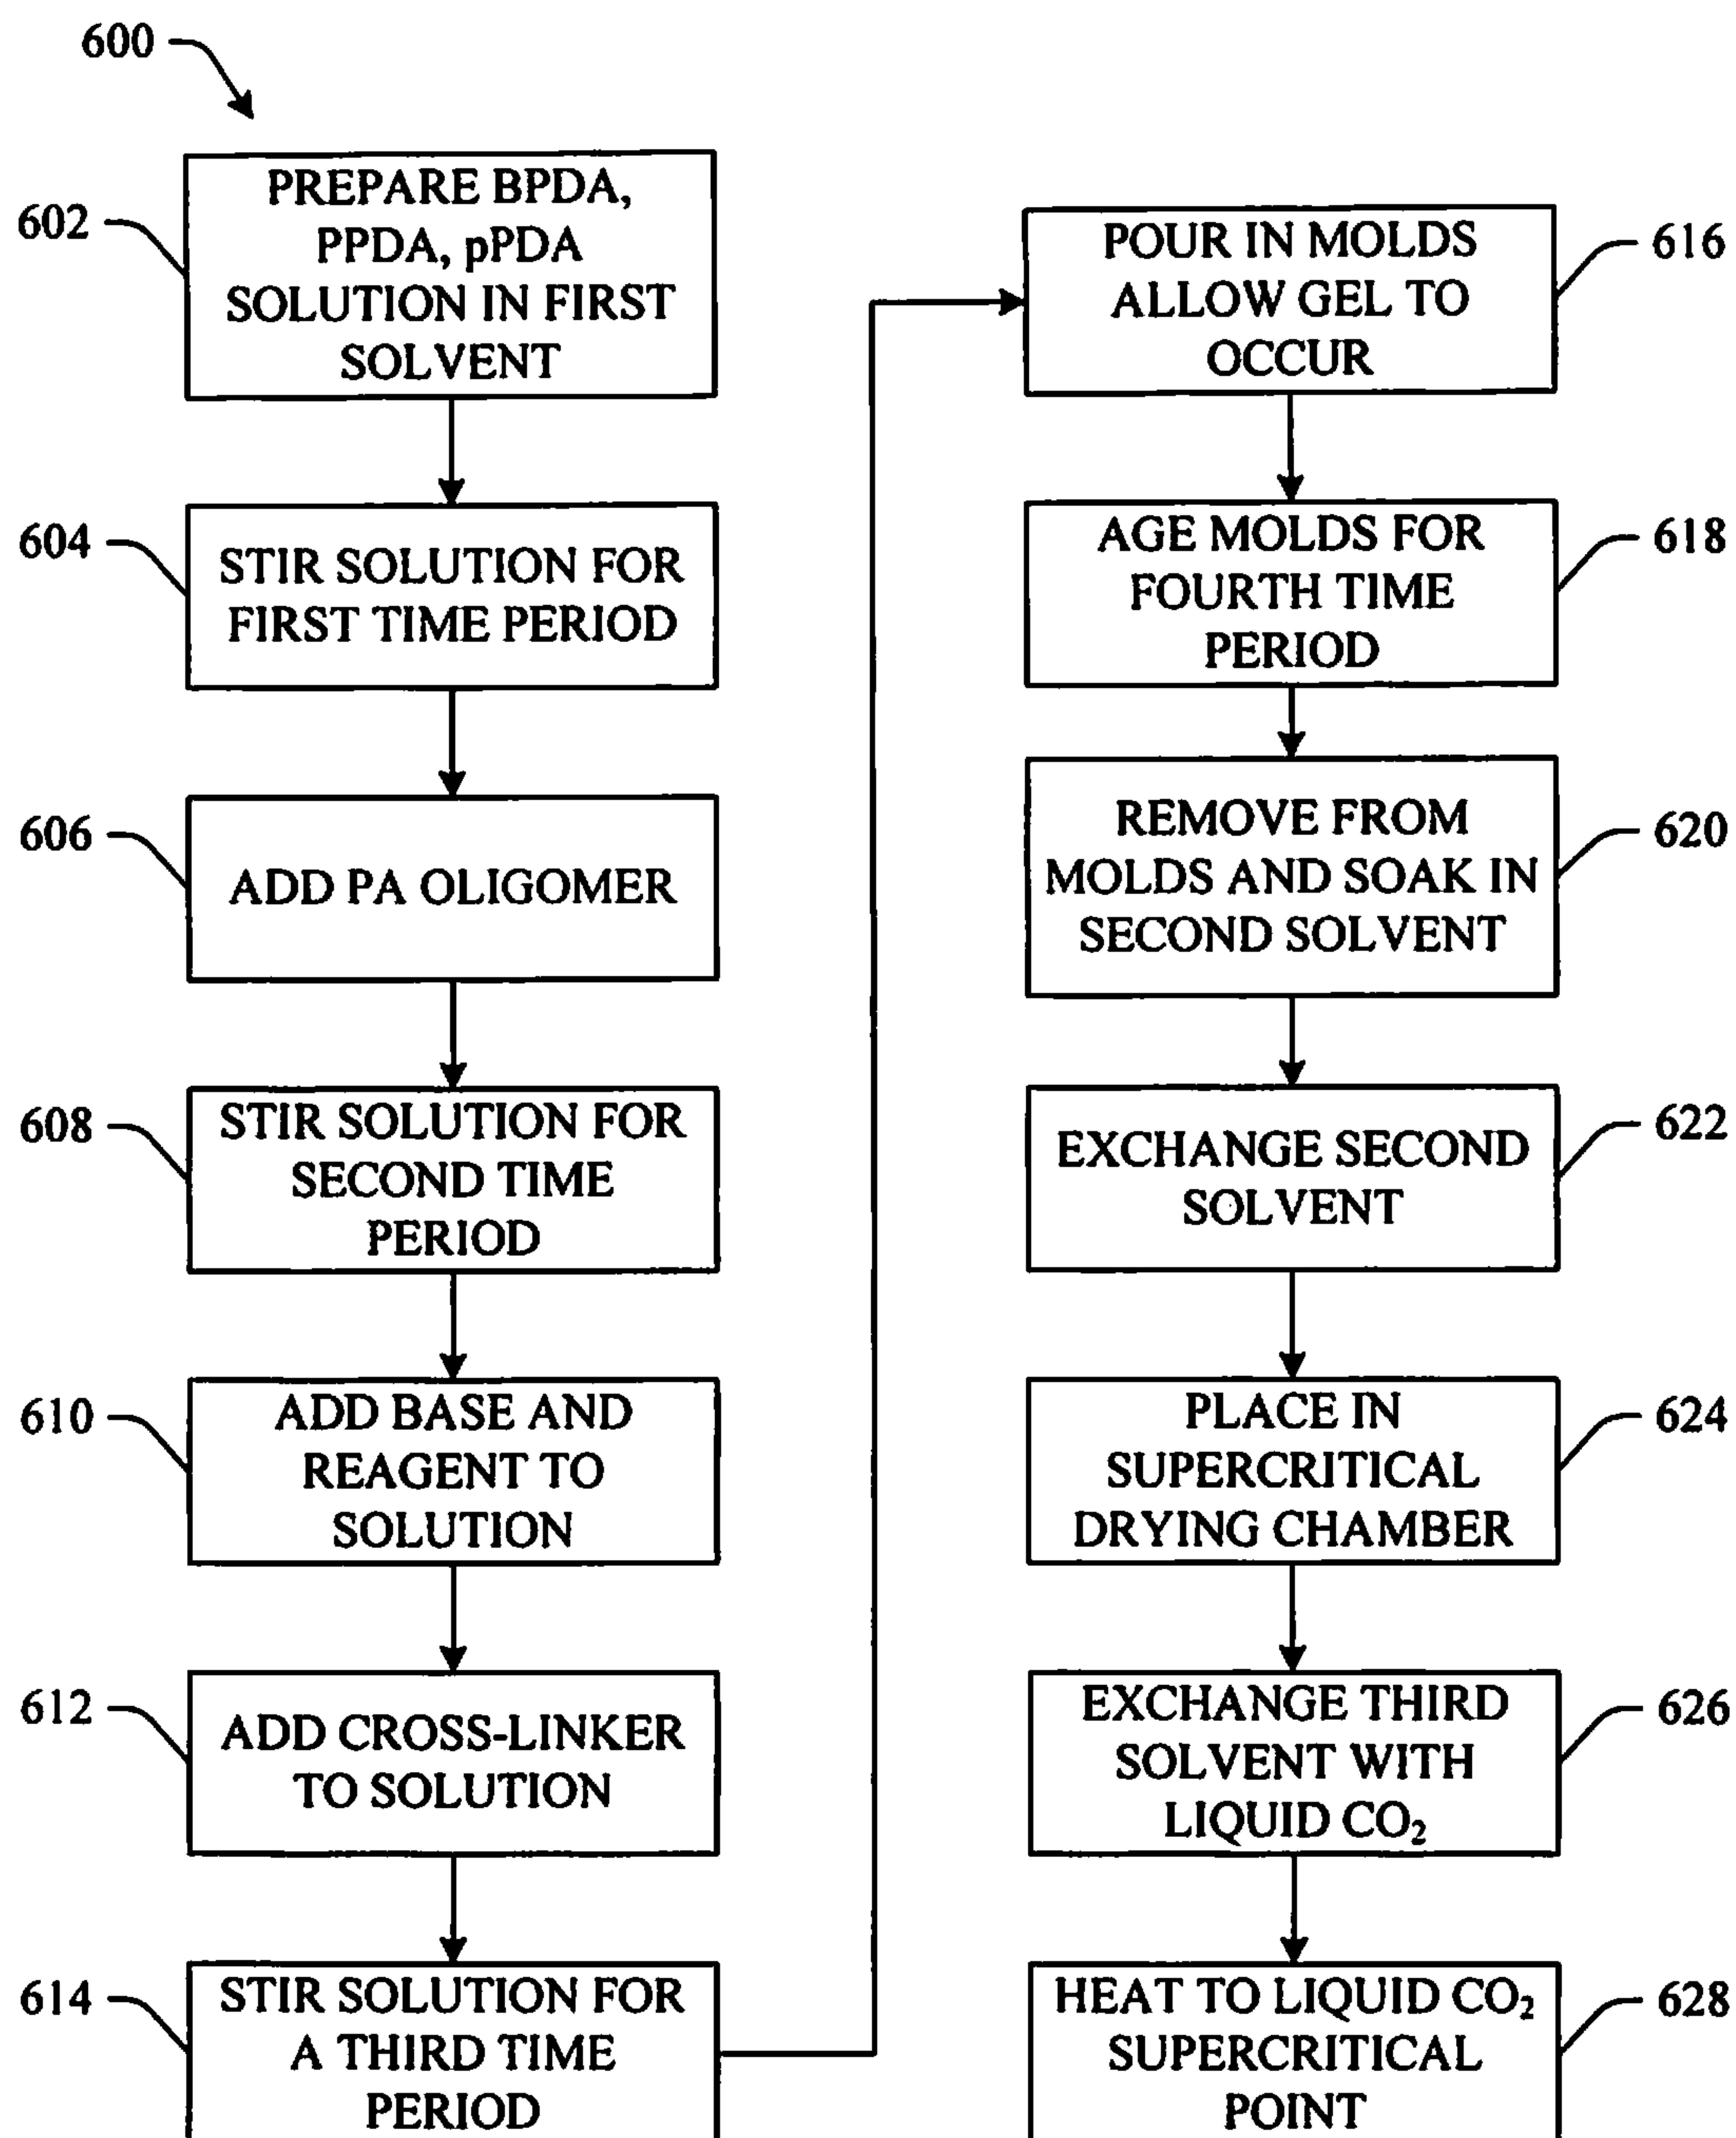 600
602
PREPARE BPDA,
PPDA, pPDA
SOLUTION IN FIRST
SOLVENT
604
STIR SOLUTION FOR
FIRST TIME PERIOD
606
ADD PA OLIGOMER
608
STIR SOLUTION FOR
SECOND TIME
PERIOD
610
ADD BASE AND
REAGENT TO
SOLUTION
612
ADD CROSS-LINKER
TO SOLUTION
614
STIR SOLUTION FOR
A THIRD TIME
PERIOD
POUR IN MOLDS
ALLOW GEL TO
OCCUR
616
AGE MOLDS FOR
FOURTH TIME
PERIOD
618
REMOVE FROM
MOLDS AND SOAK IN
SECOND SOLVENT
620
EXCHANGE SECOND
SOLVENT
622
PLACE IN
SUPERCRITICAL
DRYING CHAMBER
624
EXCHANGE THIRD
SOLVENT WITH
LIQUID CO₂
626
HEAT TO LIQUID CO₂
SUPERCRITICAL
POINT
628